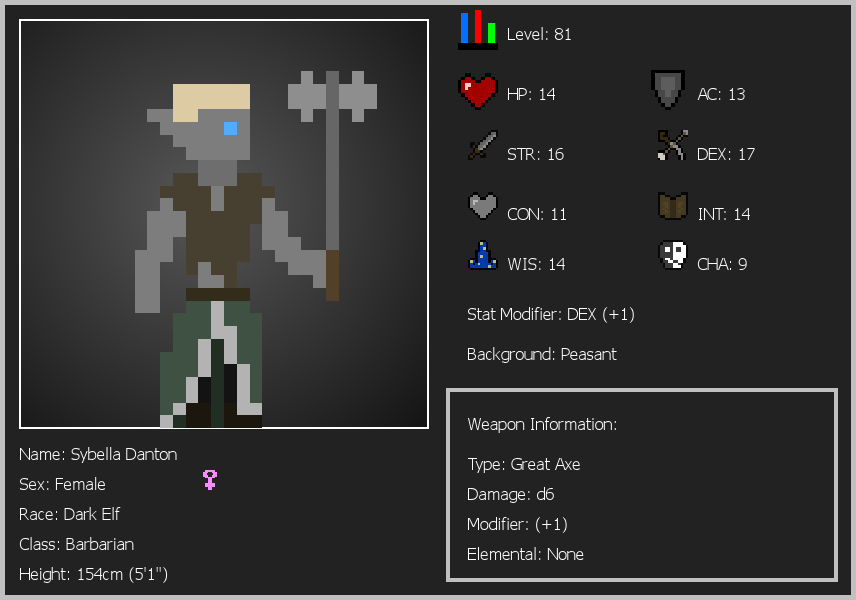 Level: 81
HP: 14
AC: 13
STR: 16
DEX: 17
CON: 11
INT: 14
WIS: 14
CHA: 9
Stat Modifier: DEX (+1)
Background: Peasant
Weapon Information:
Type: Great Axe
Damage: d6
Modifier: (+1)
Elemental: None
Name: Sybella Danton
Sex: Female
Race: Dark Elf
Class: Barbarian
Height: 154cm (5'1")